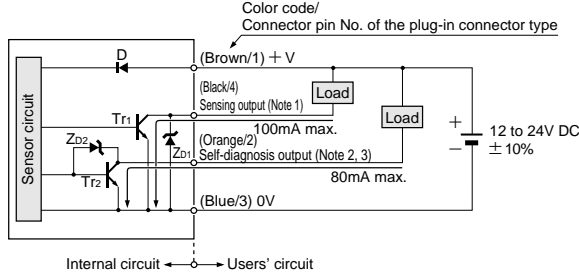 Color code/
Connector pin No. of the plug-in connector type
D
(Brown/1) + V
(Black/4)
Sensing output (Note 1)
Load
Load
Tr1
100mA max.
+
−
12 to 24V DC
± 10%
Sensor circuit
ZD2
ZD1
(Orange/2)
Self-diagnosis output (Note 2, 3)
Tr2
80mA max.
(Blue/3) 0V
Internal circuit
Users' circuit